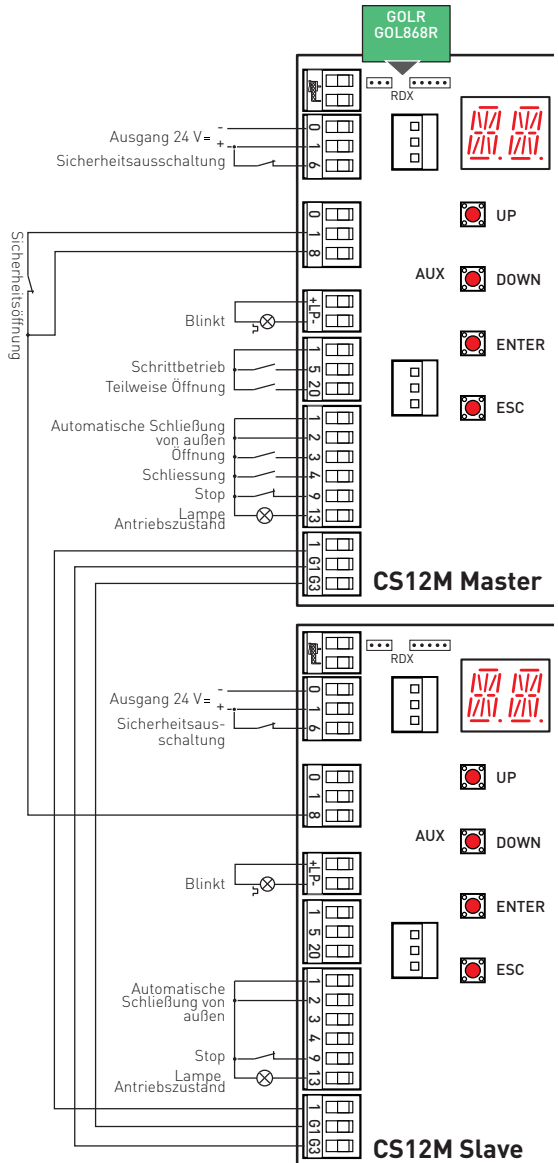 GOLR
GOL868R
RDX
Ausgang 24 V=
-
+
0
1
6
Sicherheitsausschaltung
UP
0
1
8
Sicherheitsöffnung
AUX
DOWN
+LP-
Blinkt
ENTER
Schrittbetrieb
Teilweise Öffnung
1
5
20
ESC
Automatische Schließung
von außen
Öffnung
Schliessung
Stop
Lampe
Antriebszustand
1
2
3
4
9
13
1
G1
G3
CS12M Master
RDX
Ausgang 24 V=
-
+
0
1
6
Sicherheitsaus-
schaltung
UP
0
1
8
AUX
DOWN
+LP-
Blinkt
ENTER
1
5
20
ESC
Automatische
Schließung von
außen
Stop
Lampe
Antriebszustand
1
2
3
4
9
13
1
G1
G3
CS12M Slave